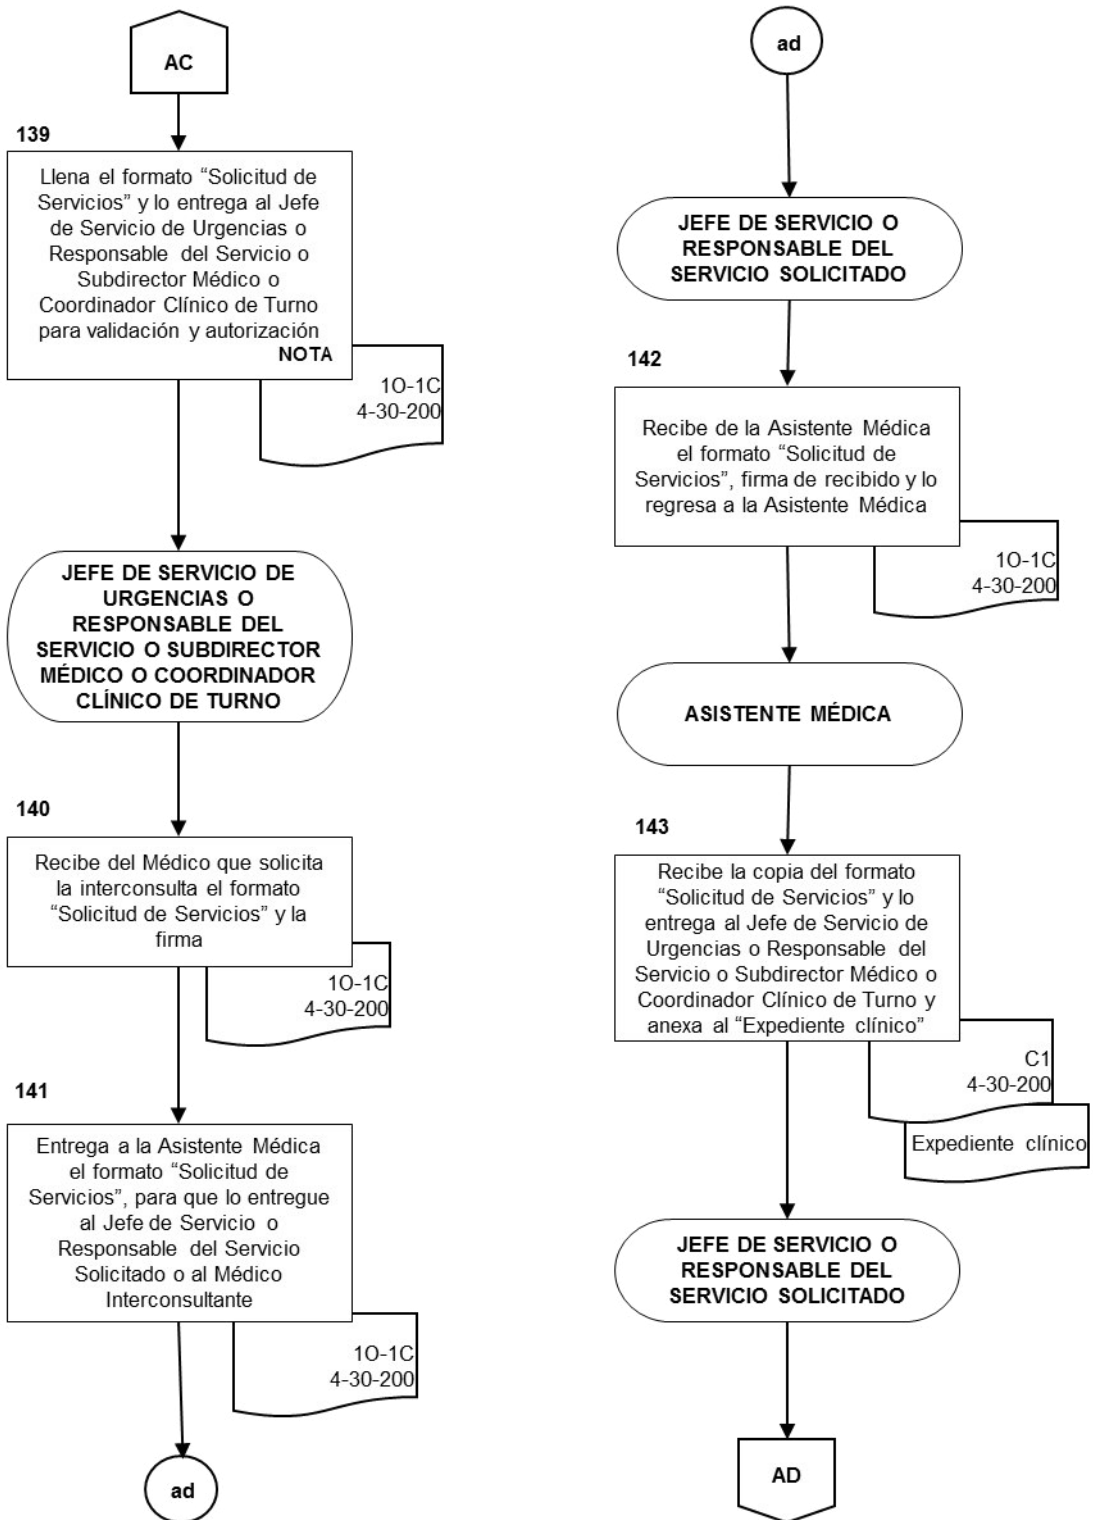 AC
139
Llena el formato “Solicitud de
Servicios” y lo entrega al Jefe
de Servicio de Urgencias o
Responsable del Servicio o
Subdirector Médico o
Coordinador Clínico de Turno
para validación y autorización
NOTA
1O-1C
4-30-200
JEFE DE SERVICIO DE
URGENCIAS O
RESPONSABLE DEL
SERVICIO O SUBDIRECTOR
MÉDICO O COORDINADOR
CLÍNICO DE TURNO
140
Recibe del Médico que solicita
la interconsulta el formato
“Solicitud de Servicios” y la
firma
1O-1C
4-30-200
141
Entrega a la Asistente Médica
el formato “Solicitud de
Servicios”, para que lo entregue
al Jefe de Servicio o
Responsable del Servicio
Solicitado o al Médico
Interconsultante
1O-1C
4-30-200
ad
ad
JEFE DE SERVICIO O
RESPONSABLE DEL
SERVICIO SOLICITADO
142
Recibe de la Asistente Médica
el formato “Solicitud de
Servicios”, firma de recibido y lo
regresa a la Asistente Médica
1O-1C
4-30-200
ASISTENTE MÉDICA
143
Recibe la copia del formato
“Solicitud de Servicios” y lo
entrega al Jefe de Servicio de
Urgencias o Responsable del
Servicio o Subdirector Médico o
Coordinador Clínico de Turno y
anexa al “Expediente clínico”
C1
4-30-200
Expediente clínico
JEFE DE SERVICIO O
RESPONSABLE DEL
SERVICIO SOLICITADO
AD